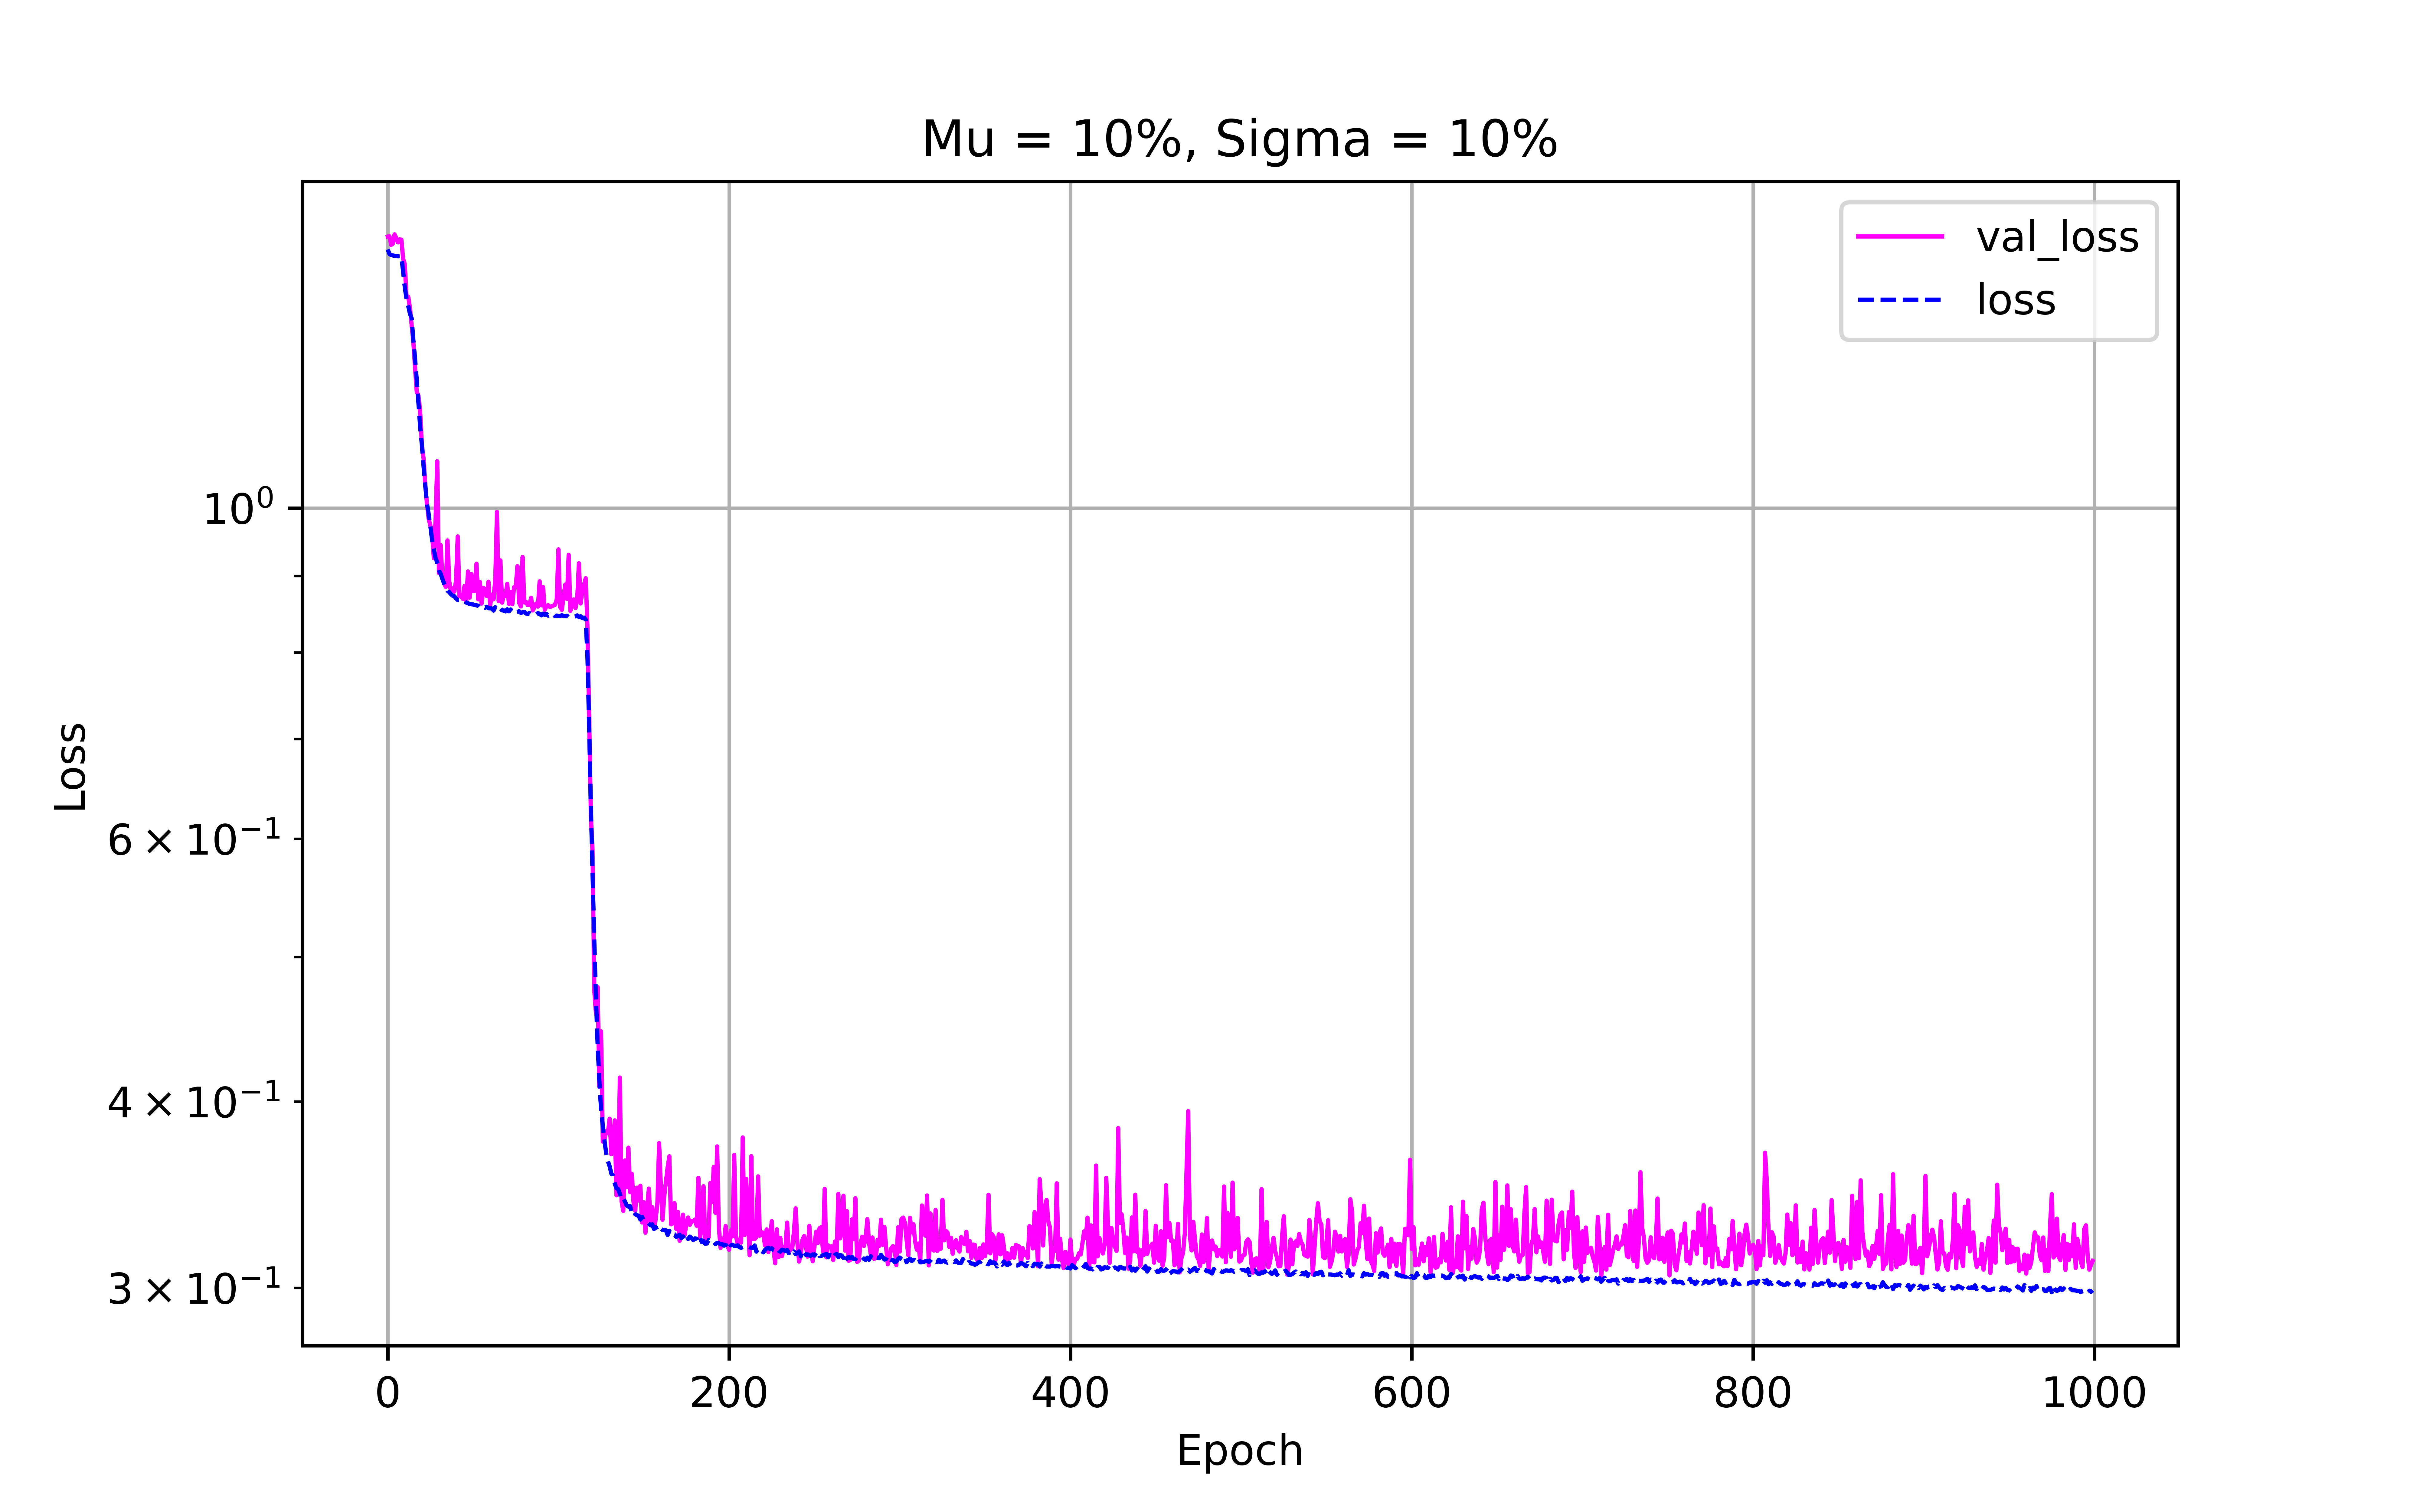 Mu = 10%, Sigma = 10%
val_loss
loss
10⁰
6 × 10⁻¹
4 × 10⁻¹
3 × 10⁻¹
Loss
0 200 400 600 800 1000
Epoch